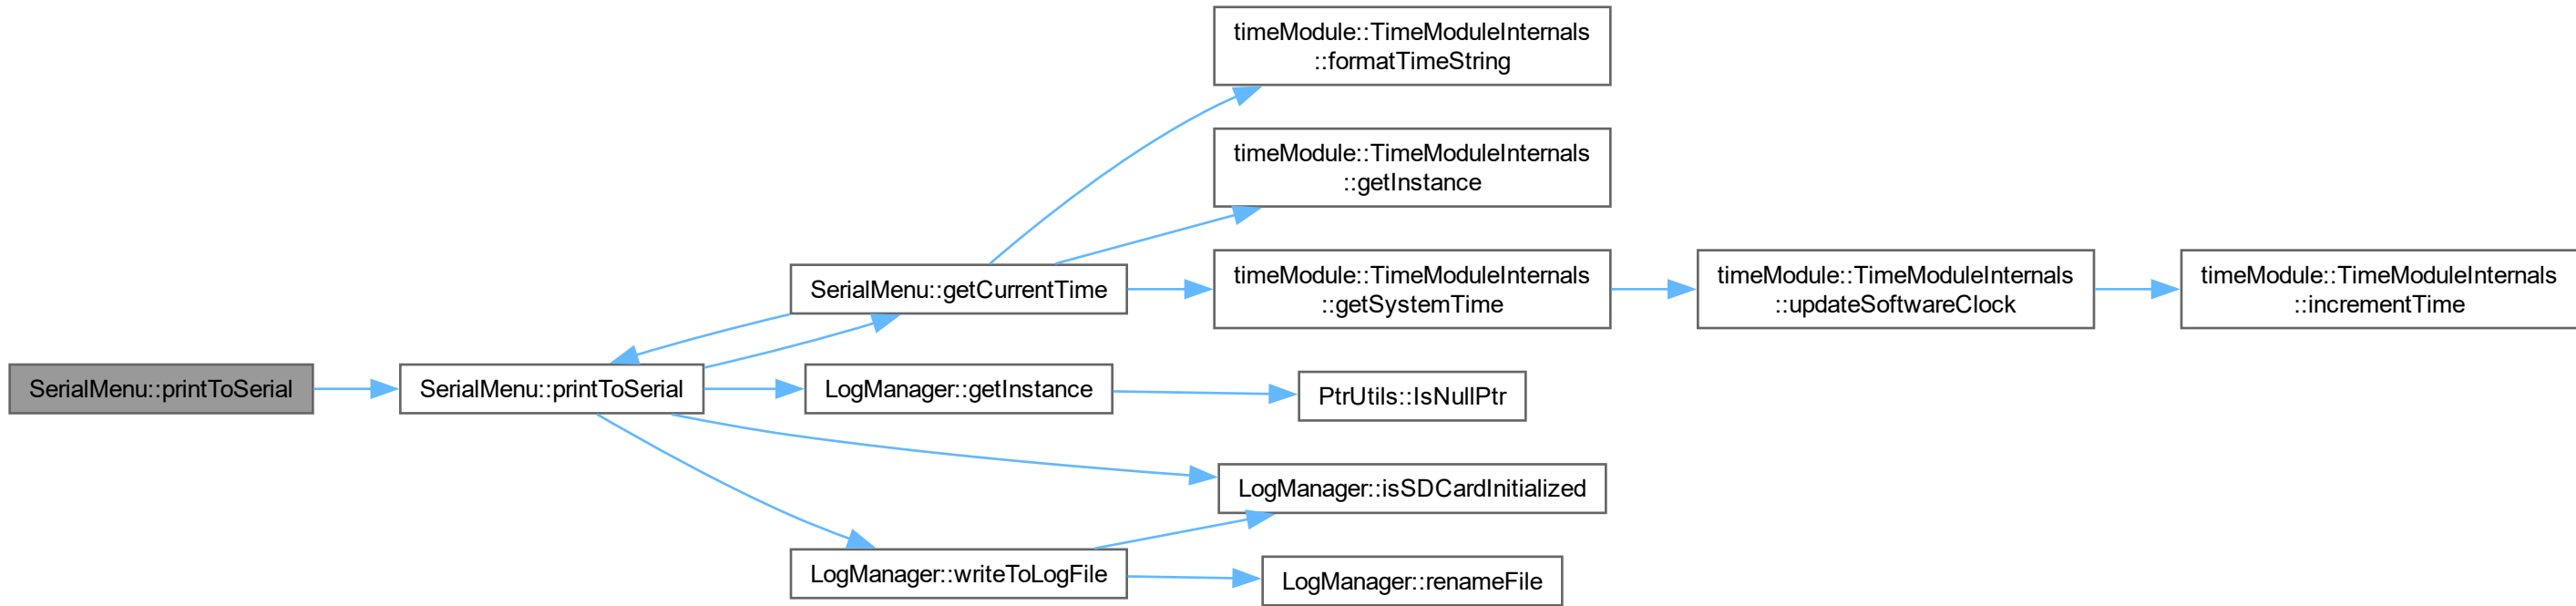 timeModule::TimeModuleInternals
::formatTimeString
timeModule::TimeModuleInternals
::getInstance
SerialMenu::getCurrentTime
timeModule::TimeModuleInternals
::getSystemTime
timeModule::TimeModuleInternals
::updateSoftwareClock
timeModule::TimeModuleInternals
::incrementTime
SerialMenu::printToSerial
SerialMenu::printToSerial
LogManager::getInstance
PtrUtils::IsNullPtr
LogManager::isSDCardInitialized
LogManager::writeToLogFile
LogManager::renameFile